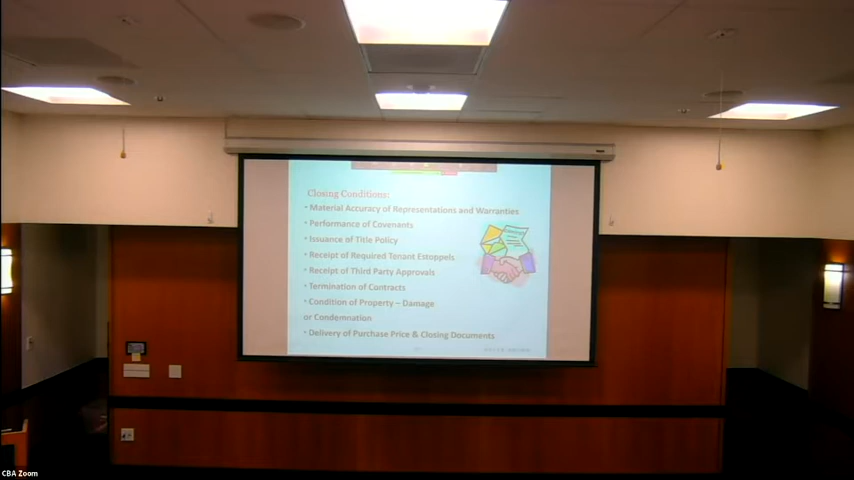 Closing Conditions:
• Material Accuracy of Representations and Warranties
• Performance of Covenants
• Issuance of Title Policy
• Receipt of Required Tenant Estoppels
• Receipt of Third Party Approvals
• Termination of Contracts
• Condition of Property – Damage
or Condemnation
• Delivery of Purchase Price & Closing Documents
CBA Zoom